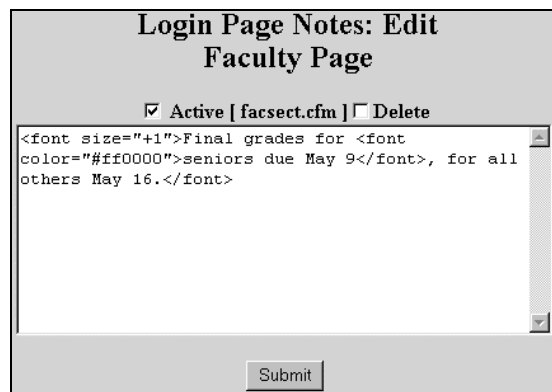 Login Page Notes: Edit
Faculty Page
Active [ facsect.cfm ] Delete
<font size="+1">Final grades for <font
color="#ff0000">seniors due May 9</font>, for all
others May 16.</font>
Submit